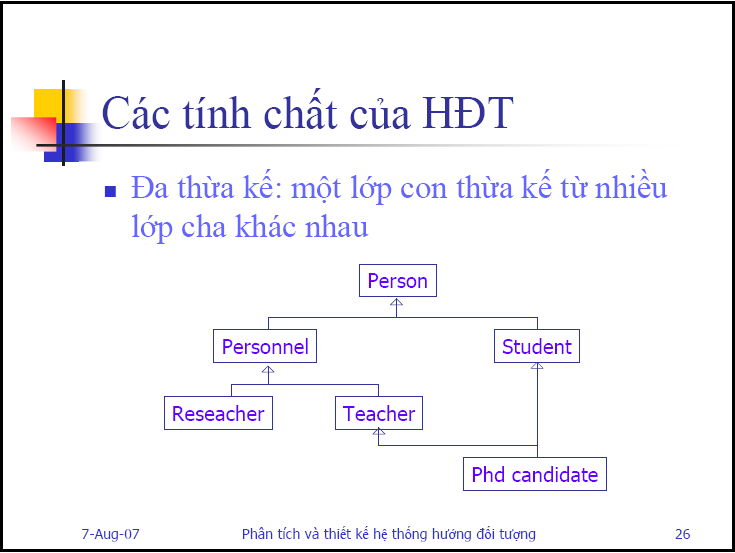 Các tính chất của HĐT
Đa thừa kế: một lớp con thừa kế từ nhiều
lớp cha khác nhau
Person
Personnel
Student
Reseacher
Teacher
Phd candidate
7-Aug-07
Phân tích và thiết kế hệ thống hướng đối tượng
26